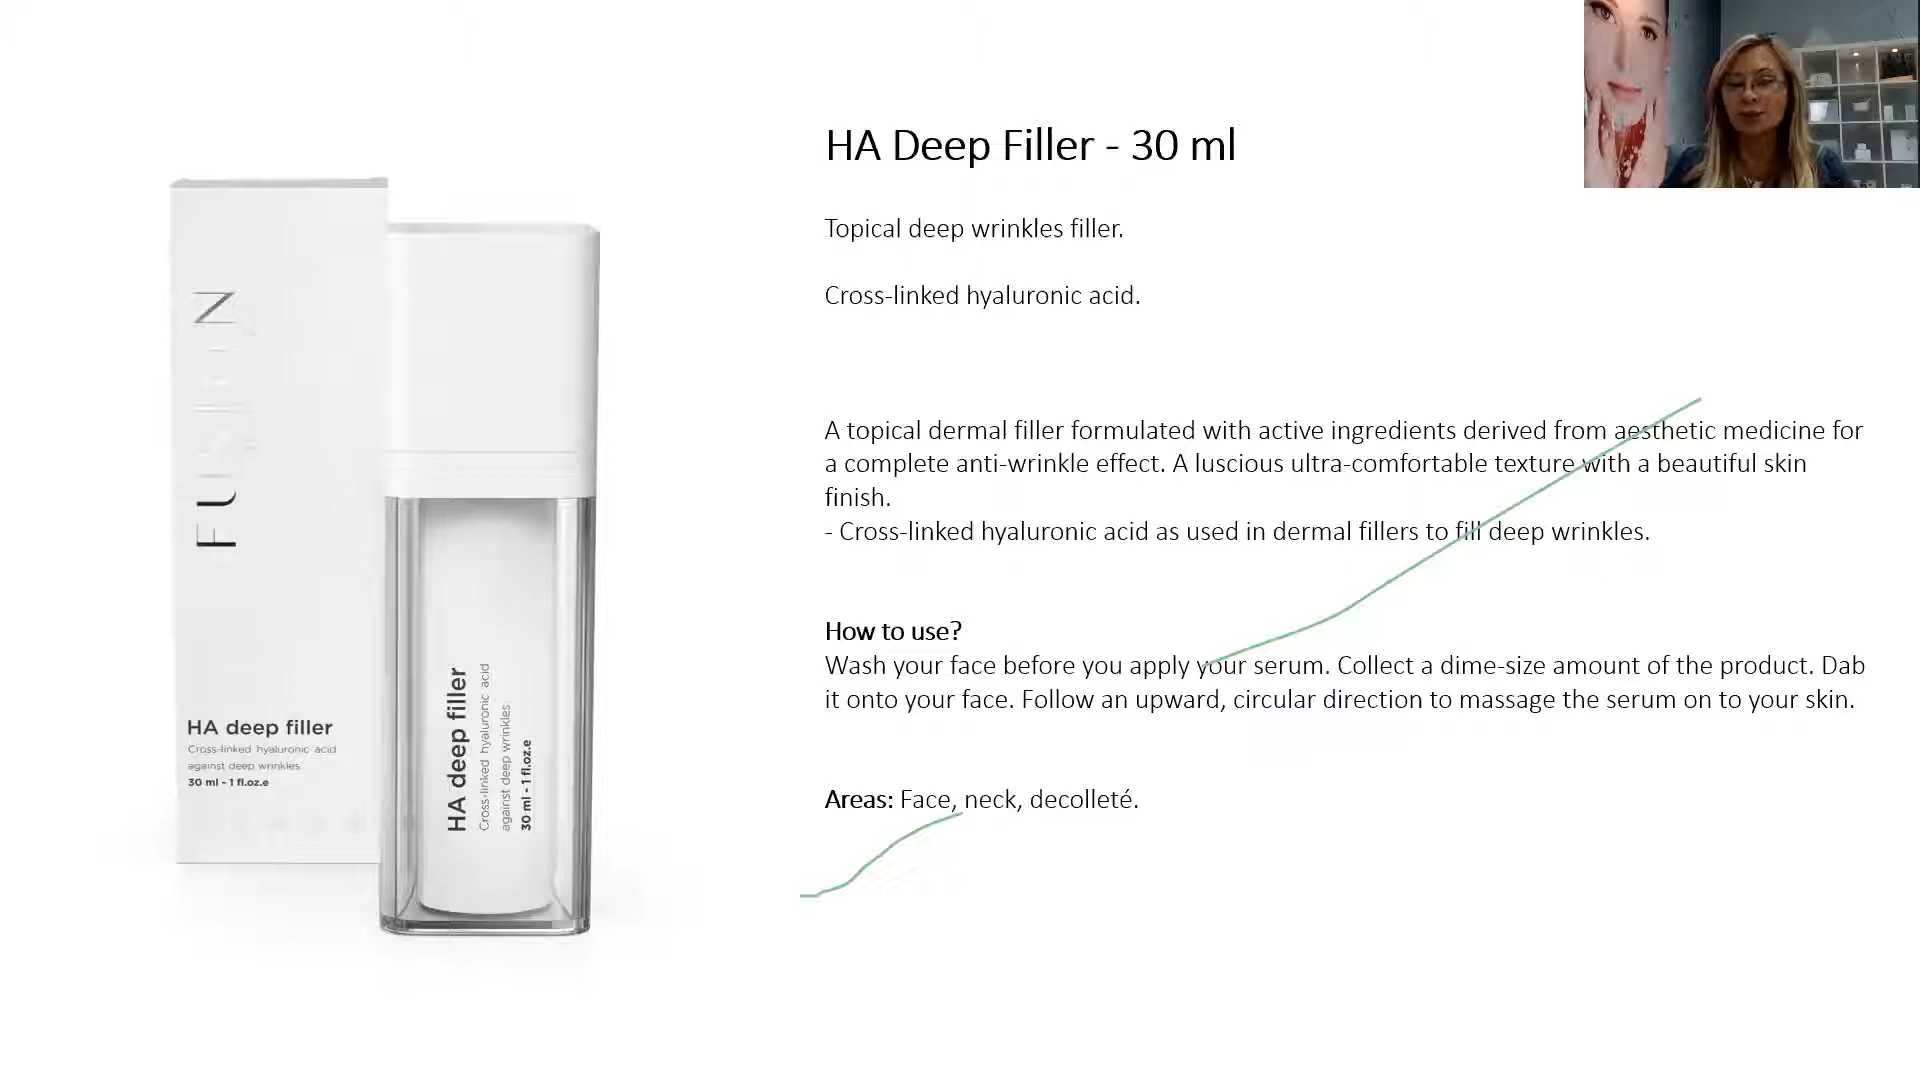 HA Deep Filler - 30 ml
Topical deep wrinkles filler.
Cross-linked hyaluronic acid.
A topical dermal filler formulated with active ingredients derived from aesthetic medicine for
a complete anti-wrinkle effect. A luscious ultra-comfortable texture with a beautiful skin
finish.
- Cross-linked hyaluronic acid as used in dermal fillers to fill deep wrinkles.
How to use?
Wash your face before you apply your serum. Collect a dime-size amount of the product. Dab
it onto your face. Follow an upward, circular direction to massage the serum on to your skin.
Areas: Face, neck, decolleté.
FUSION
HA deep filler
Cross-linked hyaluronic acid
against deep wrinkles
30 ml - 1 fl.oz.e
HA deep filler
Cross-linked hyaluronic acid
against deep wrinkles
30 ml - 1 fl.oz.e